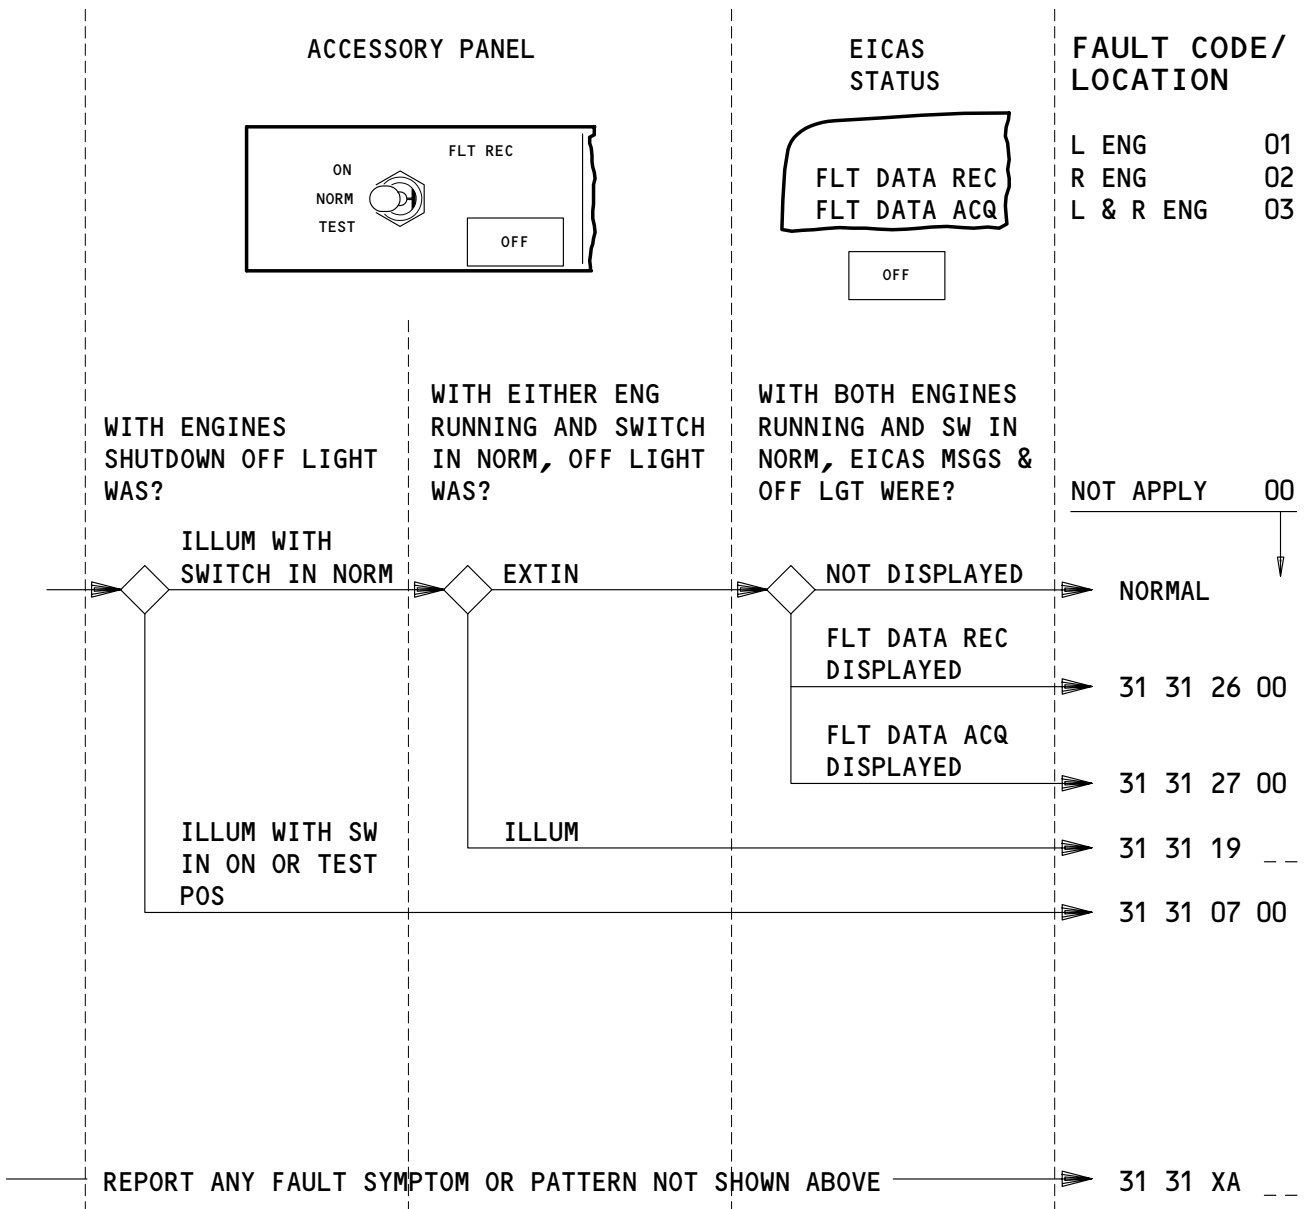 ACCESSORY PANEL
EICAS
STATUS
FAULT CODE/
LOCATION
FLT REC
ON
NORM
TEST
OFF
FLT DATA REC
FLT DATA ACQ
OFF
L ENG 01
R ENG 02
L & R ENG 03
WITH ENGINES
SHUTDOWN OFF LIGHT
WAS?
WITH EITHER ENG
RUNNING AND SWITCH
IN NORM, OFF LIGHT
WAS?
WITH BOTH ENGINES
RUNNING AND SW IN
NORM, EICAS MSGS &
OFF LGT WERE?
NOT APPLY 00
ILLUM WITH
SWITCH IN NORM
EXTIN
NOT DISPLAYED
NORMAL
FLT DATA REC
DISPLAYED
31 31 26 00
FLT DATA ACQ
DISPLAYED
31 31 27 00
ILLUM
31 31 19 _ _
ILLUM WITH SW
IN ON OR TEST
POS
31 31 07 00
REPORT ANY FAULT SYMPTOM OR PATTERN NOT SHOWN ABOVE
31 31 XA _ _